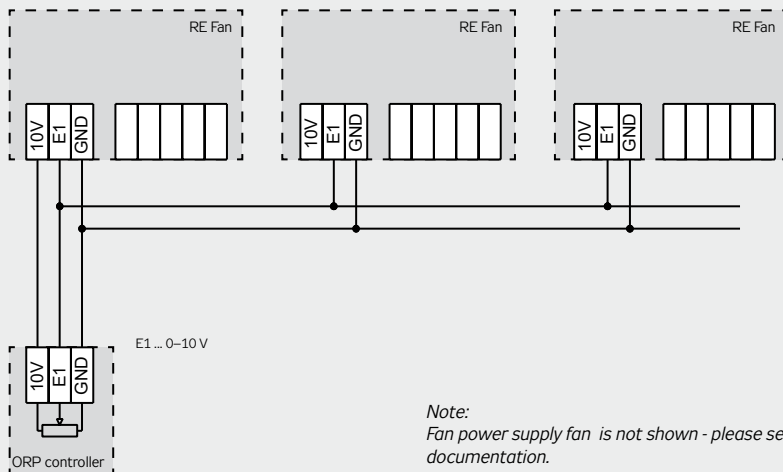 RE Fan
RE Fan
RE Fan
10V
E1
GND
10V
E1
GND
10V
E1
GND
E1 ... 0–10 V
10V
E1
GND
ORP controller
Note:
Fan power supply fan is not shown - please se
documentation.